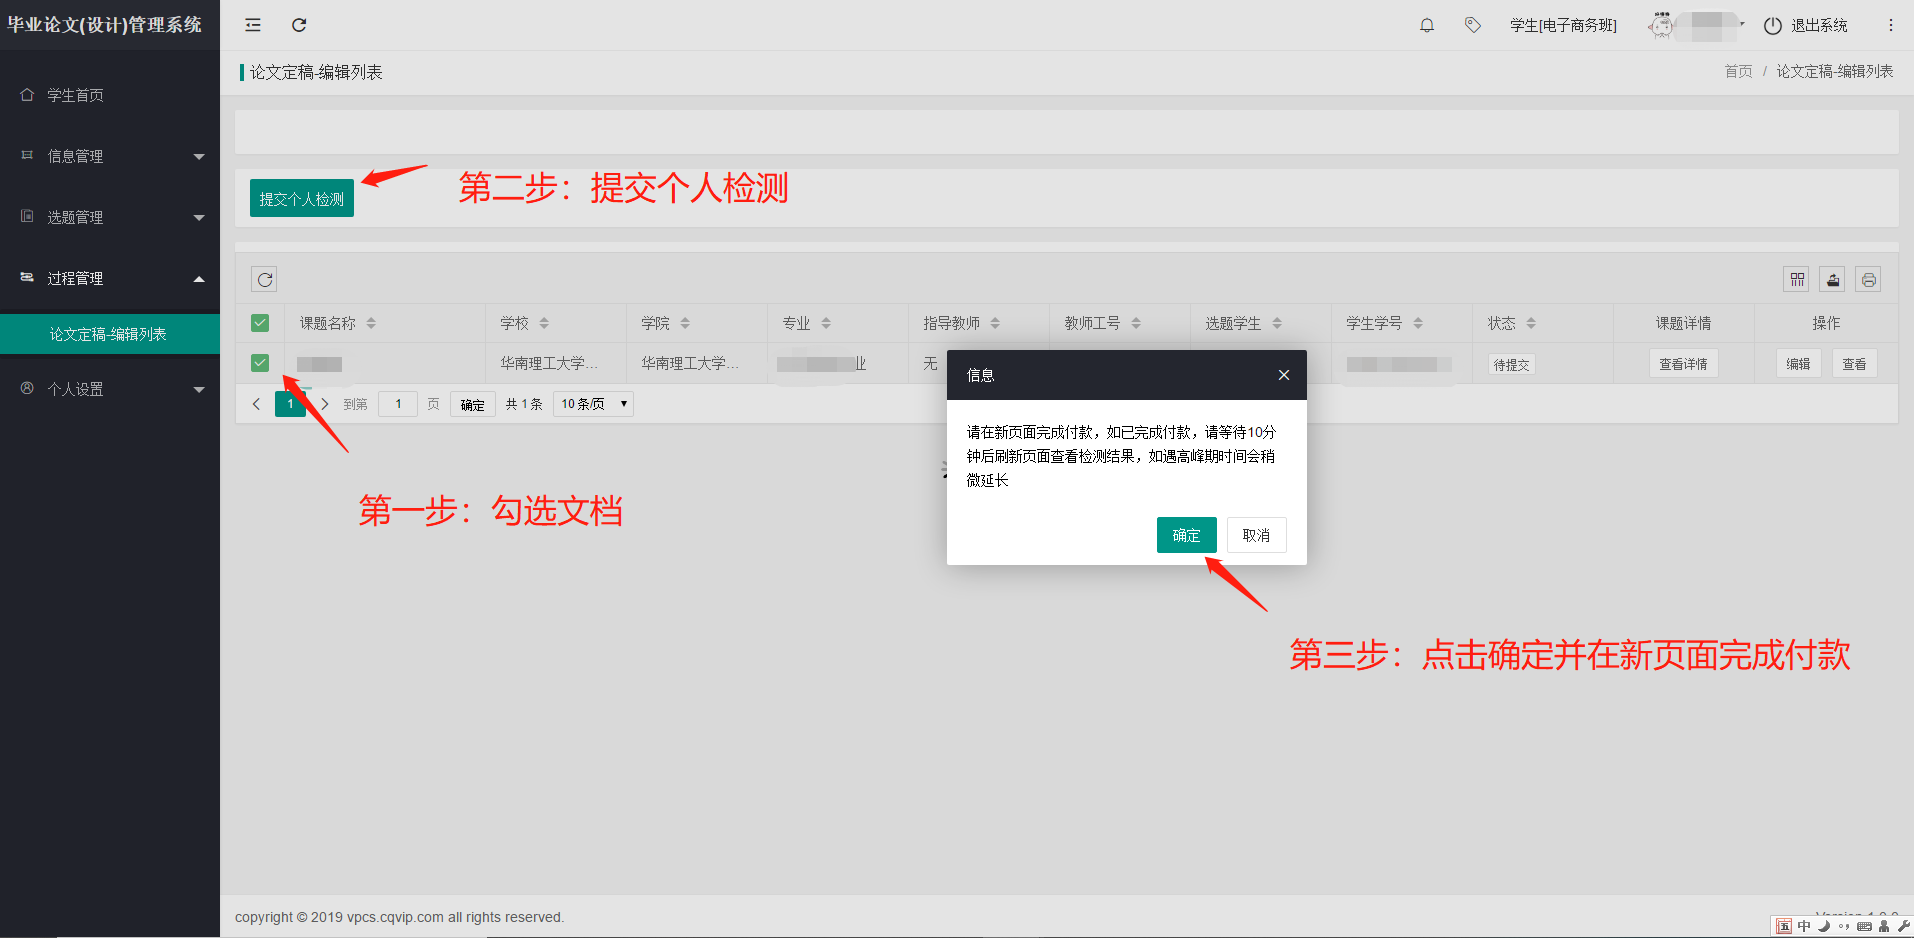 毕业论文(设计)管理系统
学生[电子商务班]
退出系统
论文定稿-编辑列表
首页 / 论文定稿-编辑列表
学生首页
信息管理
选题管理
过程管理
论文定稿-编辑列表
个人设置
提交个人检测
第二步：提交个人检测
课题名称 学校 学院 专业 指导教师 教师工号 选题学生 学生学号 状态 课题详情 操作
华南理工大学... 华南理工大学... 业 无 待提交 查看详情 编辑 查看
1 到第 1 页 确定 共 1 条 10 条/页
信息
请在新页面完成付款，如已完成付款，请等待10分
钟后刷新页面查看检测结果，如遇高峰期时间会稍
微延长
确定 取消
第一步：勾选文档
第三步：点击确定并在新页面完成付款
copyright © 2019 vpcs.cqvip.com all rights reserved.
五 中